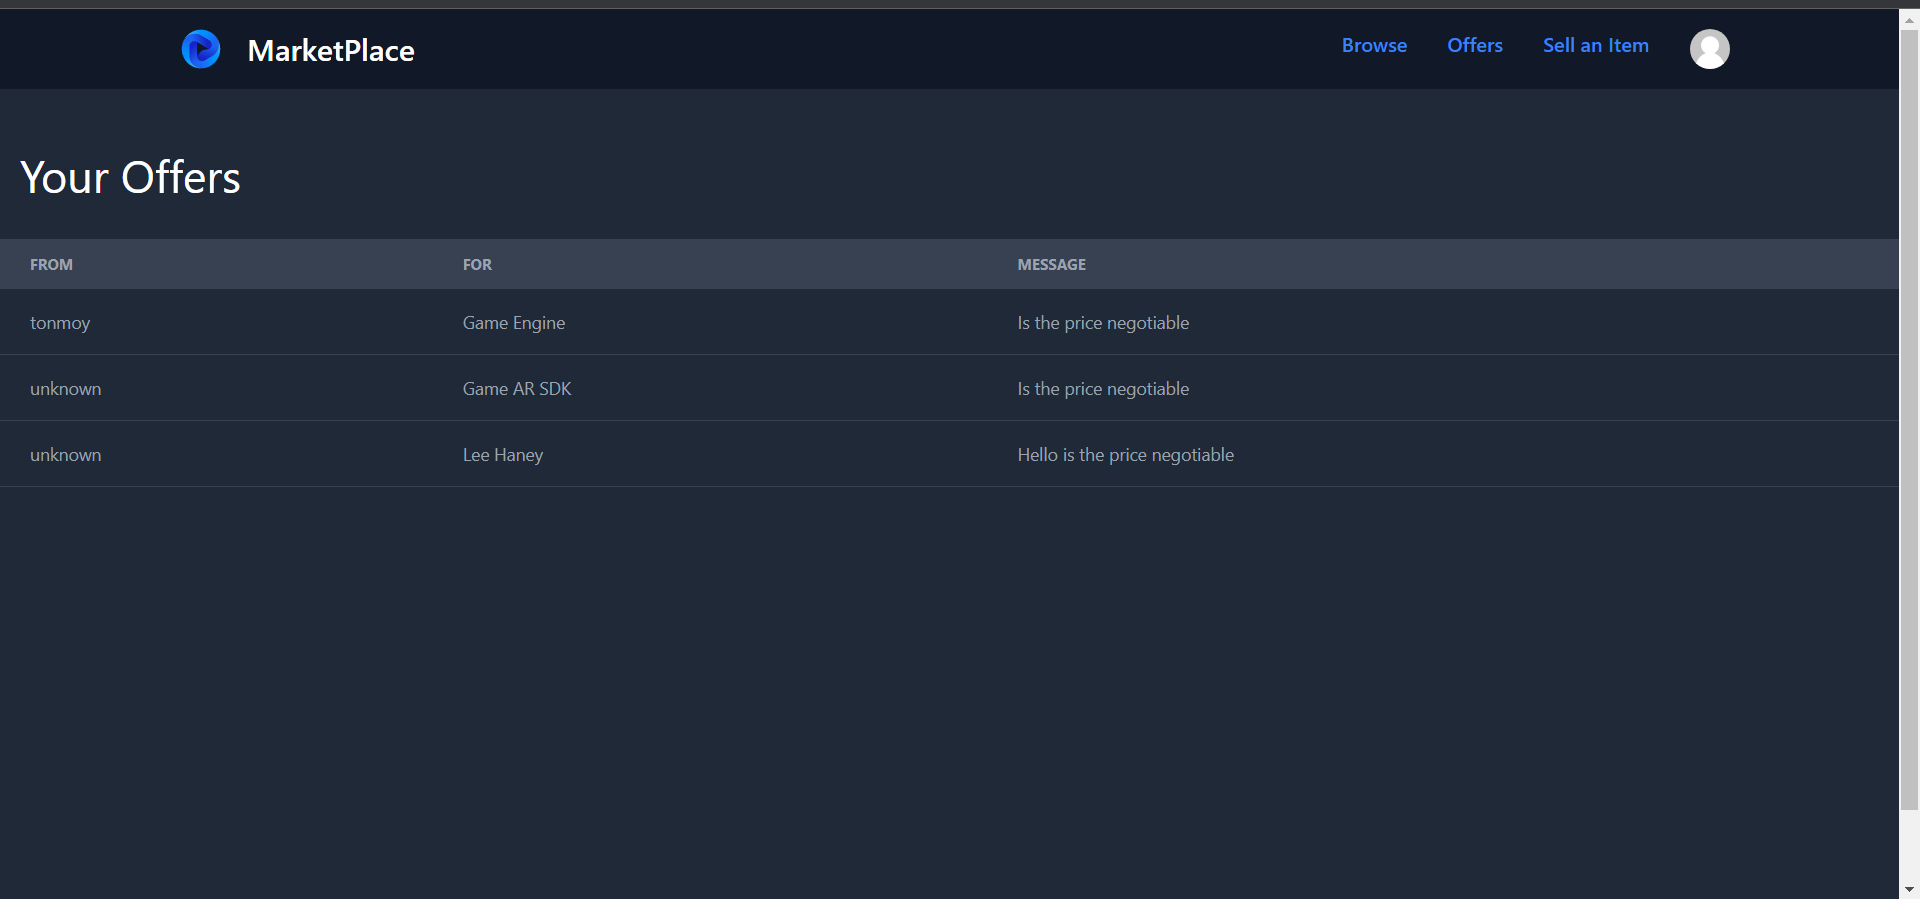 MarketPlace Browse Offers Sell an Item
Your Offers
FROM FOR MESSAGE
tonmoy Game Engine Is the price negotiable
unknown Game AR SDK Is the price negotiable
unknown Lee Haney Hello is the price negotiable